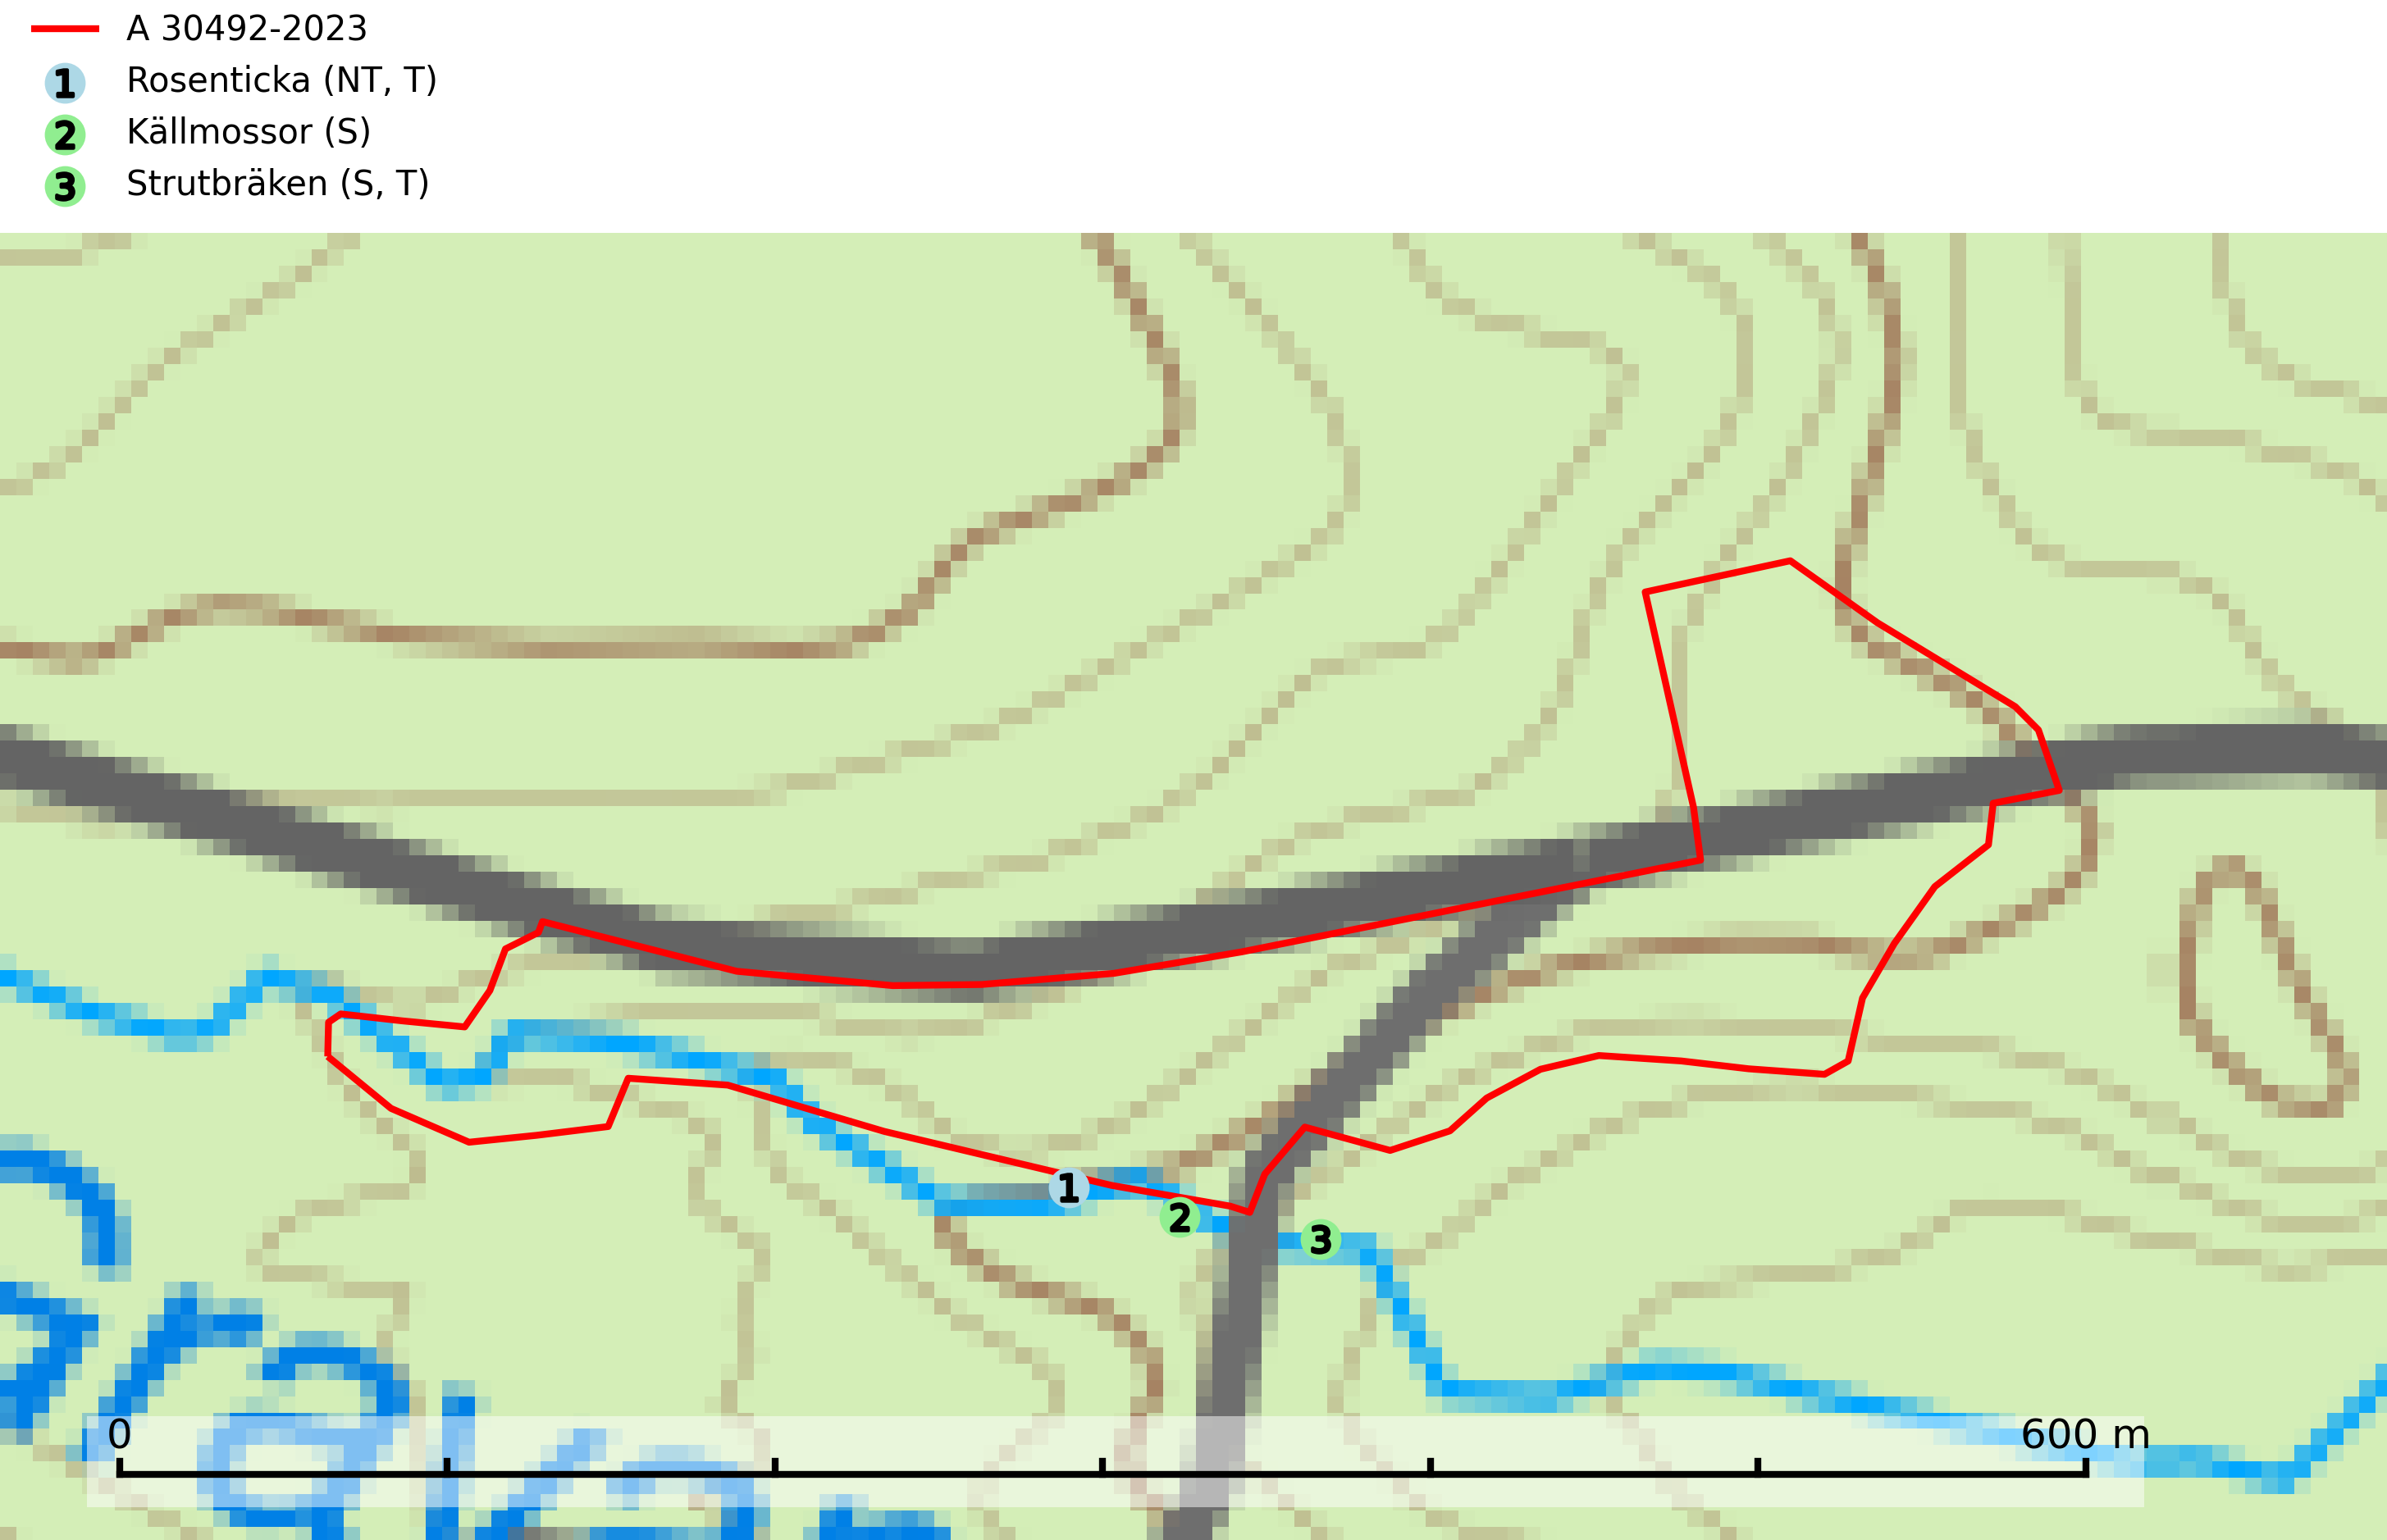 A 30492-2023
1 Rosenticka (NT, T)
2 Källmossor (S)
3 Strutbräken (S, T)
1
2
3
0 600 m